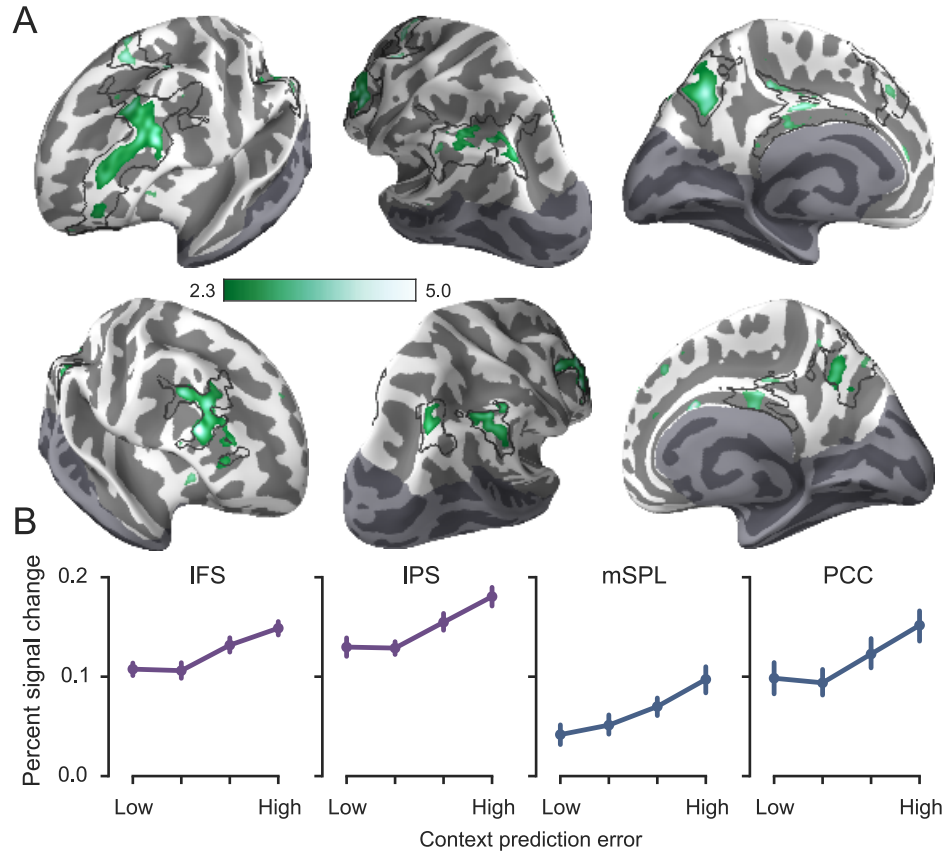 A
2.3 5.0
B
IFS IPS mSPL PCC
Percent signal change
0.2
0.1
0.0
Low High Low High Low High Low High
Context prediction error